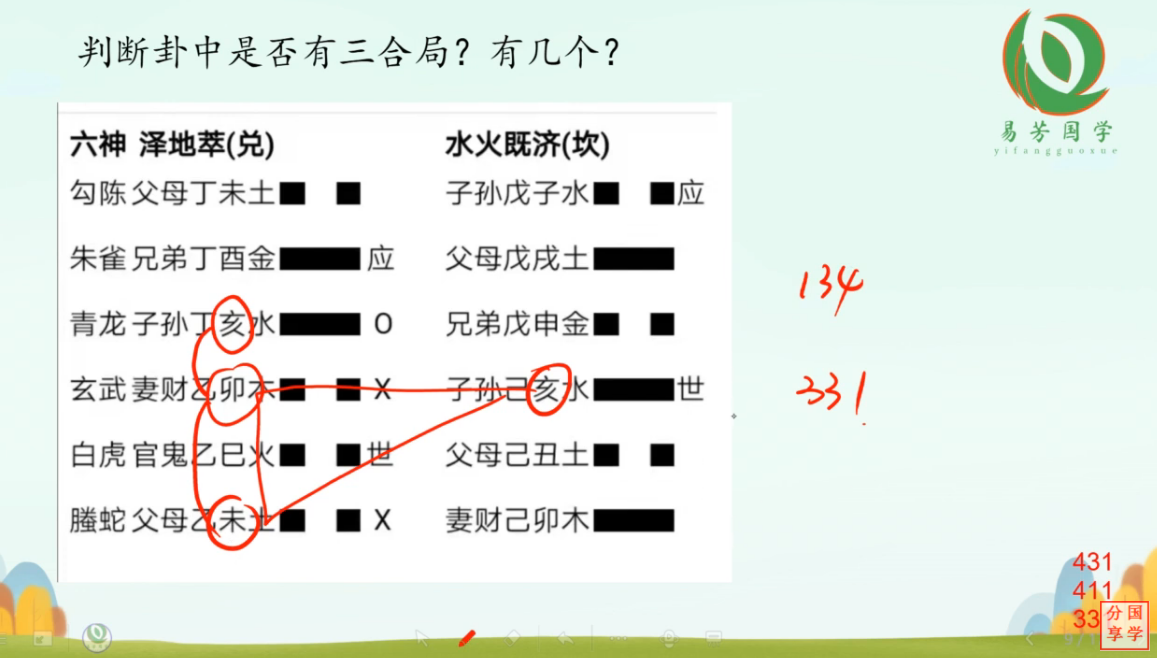 判断卦中是否有三合局？有几个？
易芳国学
yifangguoxue
六神 泽地萃(兑) 水火既济(坎)
勾陈 父母丁未土 子孙戊子水 应
朱雀 兄弟丁酉金 应 父母戊戌土
青龙 子孙丁亥水 O 兄弟戊申金
玄武 妻财乙卯木 X 子孙己亥水 世
白虎 官鬼乙巳火 世 父母己丑土
螣蛇 父母乙未土 X 妻财己卯木
134
331
431
411
33
分国
享学